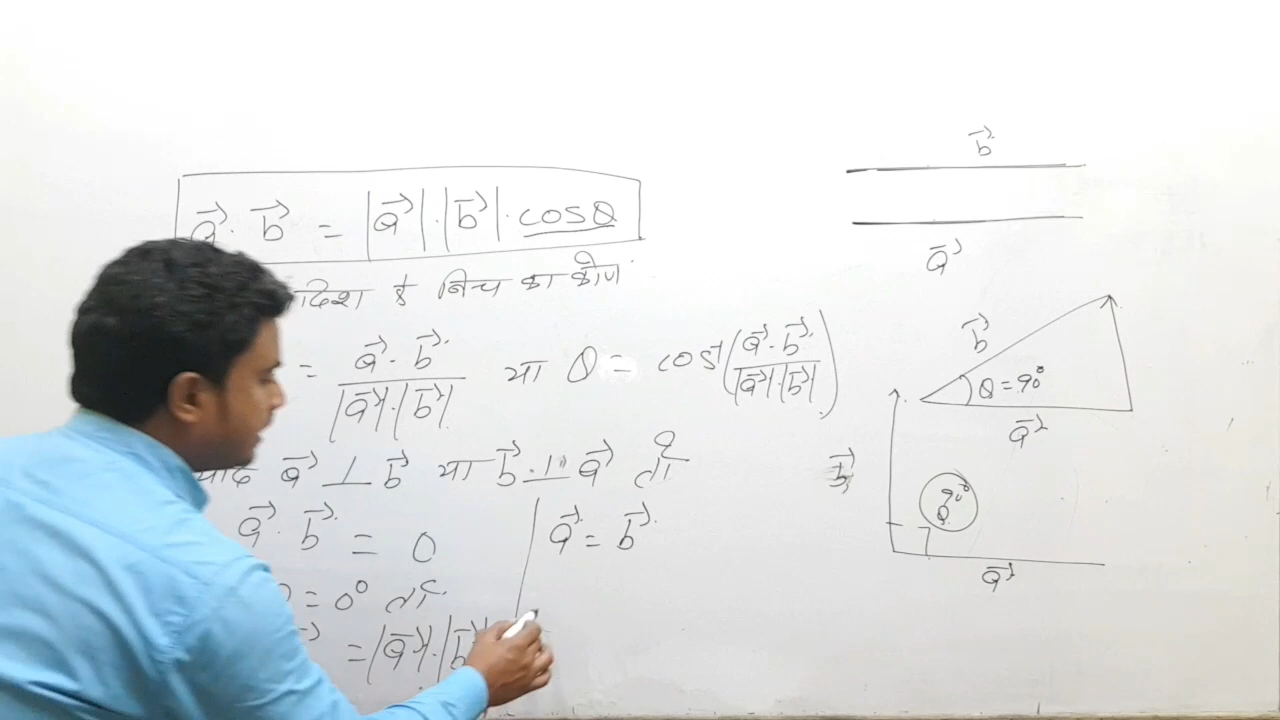 a⃗ · b⃗ = |a⃗| · |b⃗| · cosθ
के बिच का कोण
= a⃗ · b⃗ / |a⃗| · |b⃗| या θ = cos⁻¹(a⃗ · b⃗ / |a⃗| · |b⃗|)
यदि a⃗ ⊥ b⃗ या b⃗ ⊥ a⃗ तो
a⃗ · b⃗ = 0
= 0° तो
= |a⃗| · |b⃗|
a⃗ = b⃗
b⃗
a⃗
b⃗
θ = 90°
a⃗
b⃗
90°
θ
a⃗